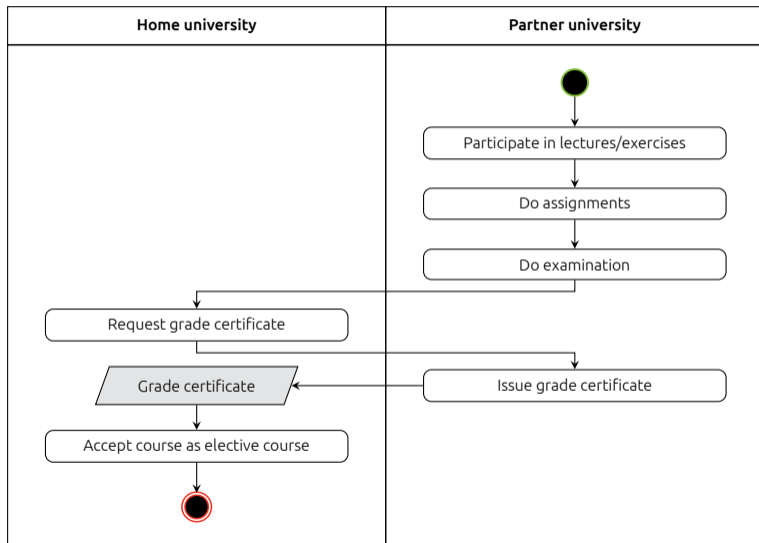 Home university
Partner university
Participate in lectures/exercises
Do assignments
Do examination
Request grade certificate
Grade certificate
Issue grade certificate
Accept course as elective course